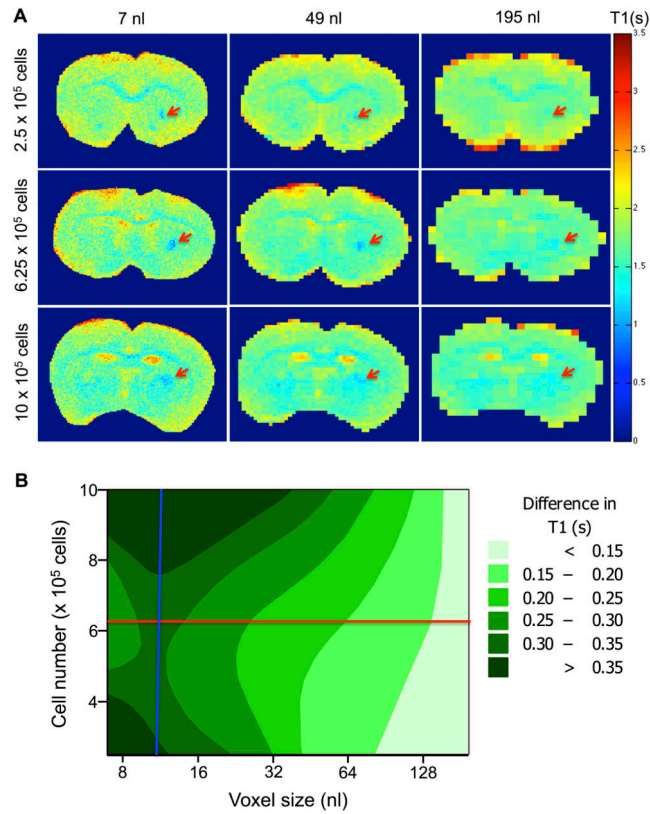 A
7 nl 49 nl 195 nl T1(s)
2.5 x 10⁵ cells
6.25 x 10⁵ cells
10 x 10⁵ cells
3.5
3
2.5
2
1.5
1
0.5
0
B
Cell number (x 10⁵ cells)
10
8
6
4
8 16 32 64 128
Voxel size (nl)
Difference in
T1 (s)
< 0.15
0.15 – 0.20
0.20 – 0.25
0.25 – 0.30
0.30 – 0.35
> 0.35